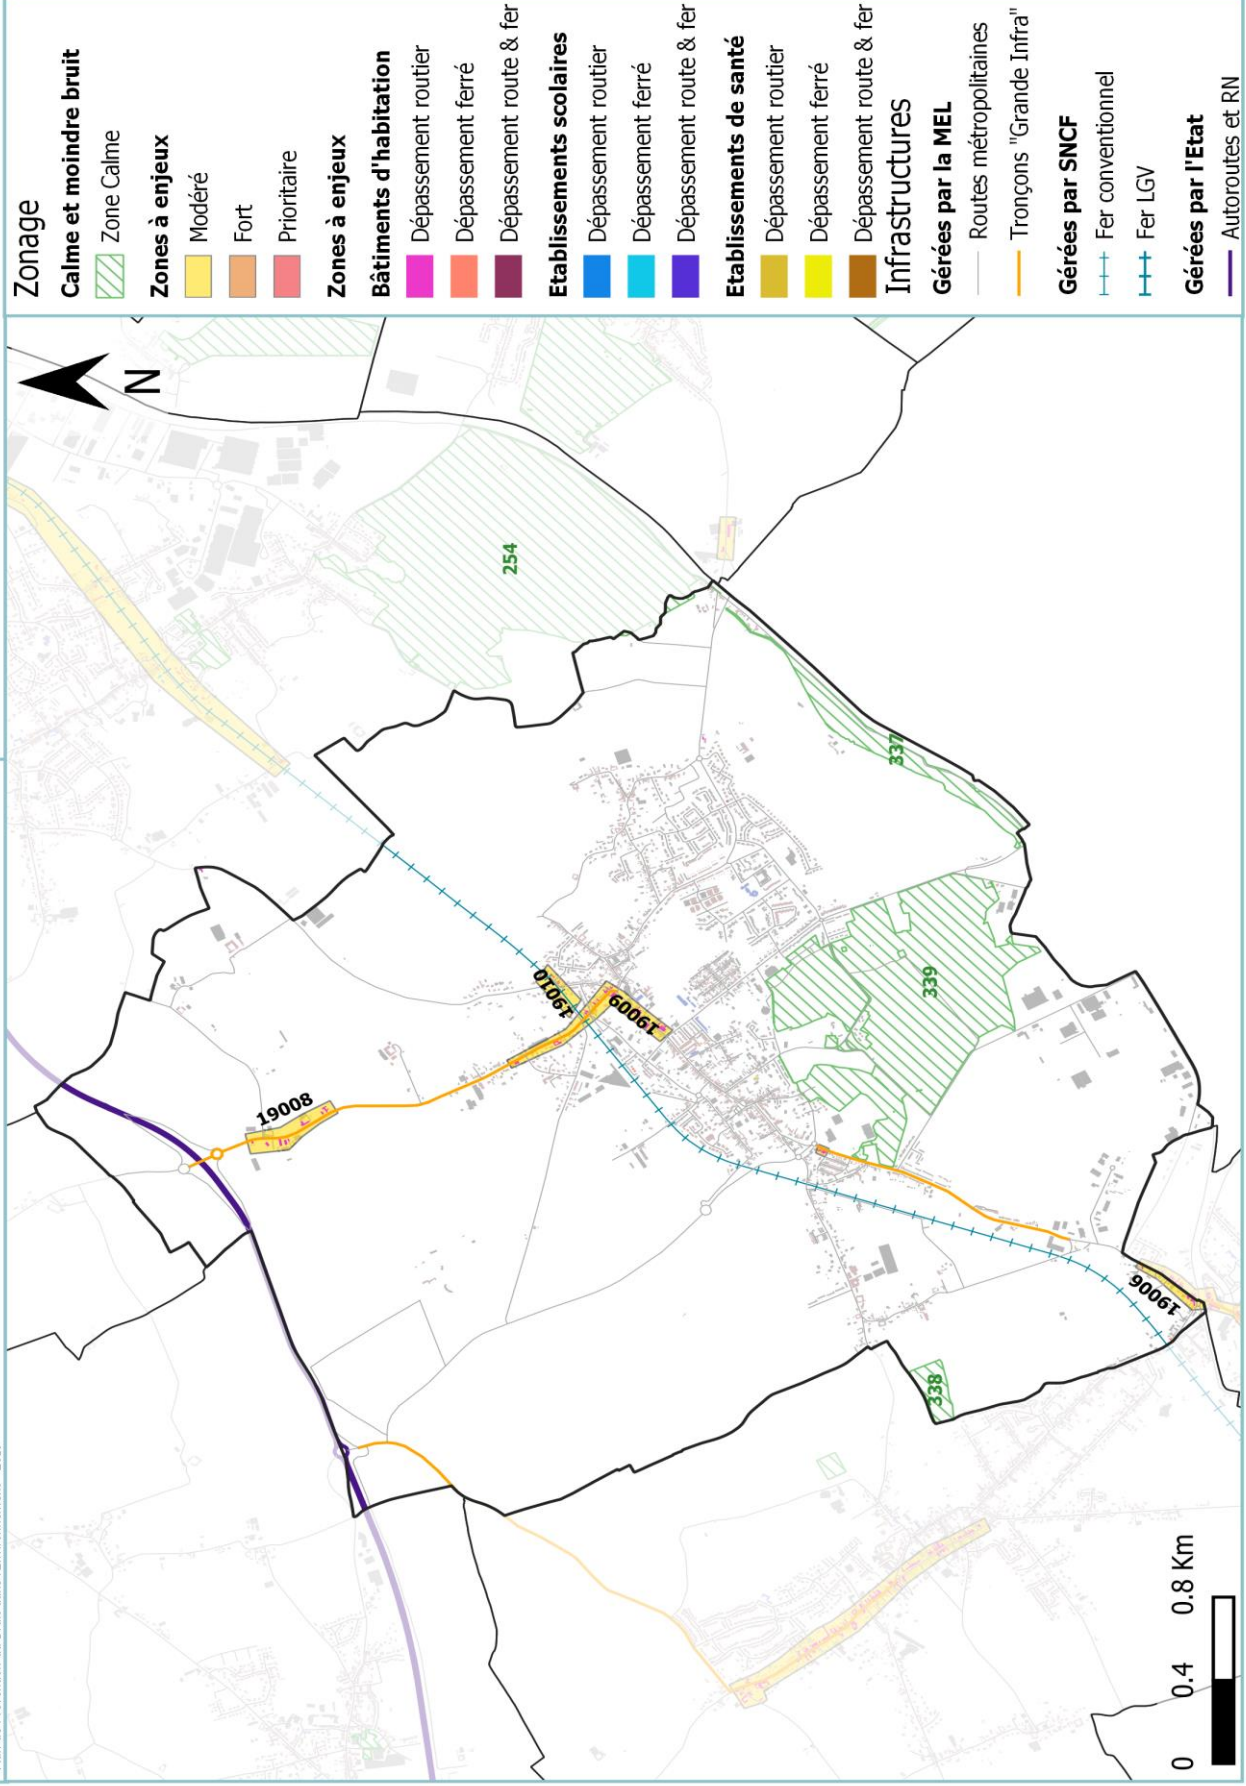 Zonage
Calme et moindre bruit
Zone Calme
Zones à enjeux
Modéré
Fort
Prioritaire
Zones à enjeux
Bâtiments d'habitation
Dépassement routier
Dépassement ferré
Dépassement route & fer
Etablissements scolaires
Dépassement routier
Dépassement ferré
Dépassement route & fer
Etablissements de santé
Dépassement routier
Dépassement ferré
Dépassement route & fer
Infrastructures
Gérées par la MEL
Routes métropolitaines
Tronçons "Grande Infra"
Gérées par SNCF
Fer conventionnel
Fer LGV
Gérées par l'Etat
Autoroutes et RN
N
254
337
19010
19009
339
19008
19006
338
0 0.4 0.8 Km